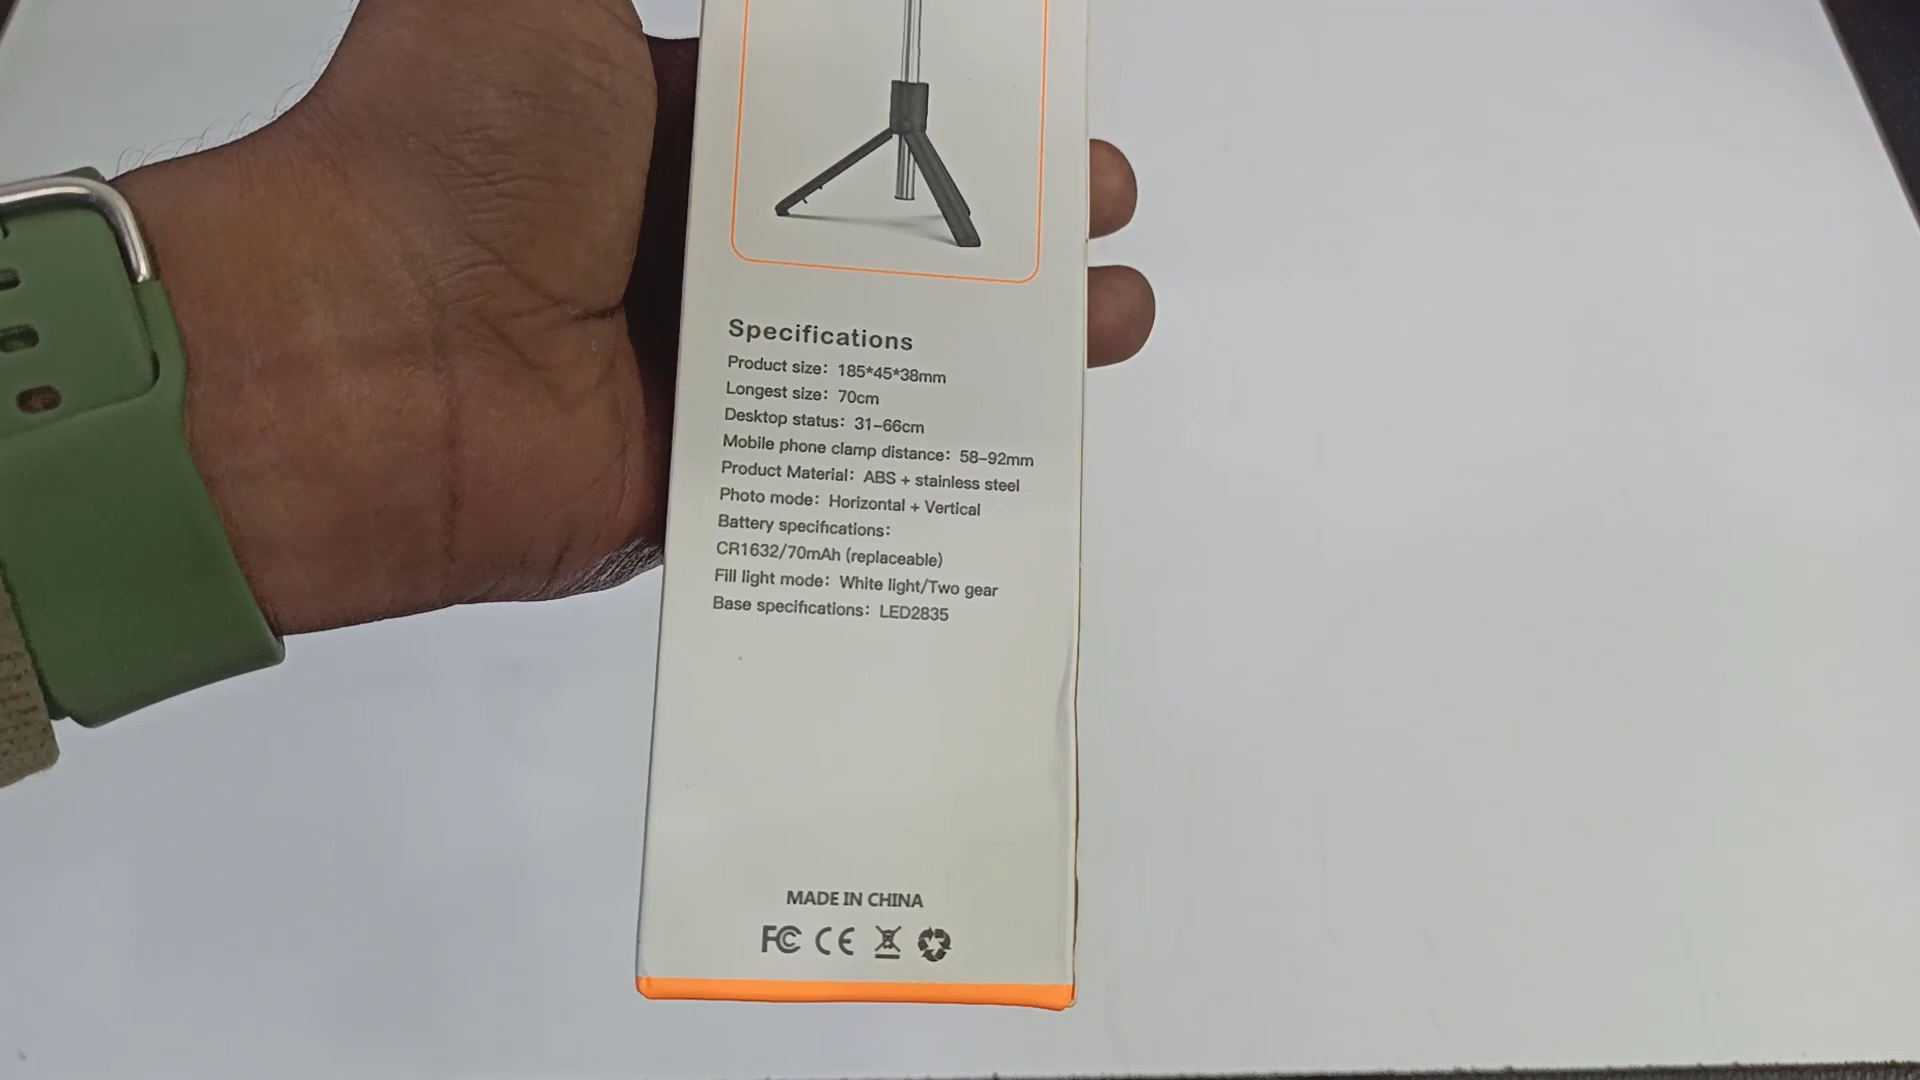 Specifications
Product size: 185*45*38mm
Longest size: 70cm
Desktop status: 31-66cm
Mobile phone clamp distance: 58-92mm
Product Material: ABS + stainless steel
Photo mode: Horizontal + Vertical
Battery specifications:
CR1632/70mAh (replaceable)
Fill light mode: White light/Two gear
Base specifications: LED2835
MADE IN CHINA
FC CE